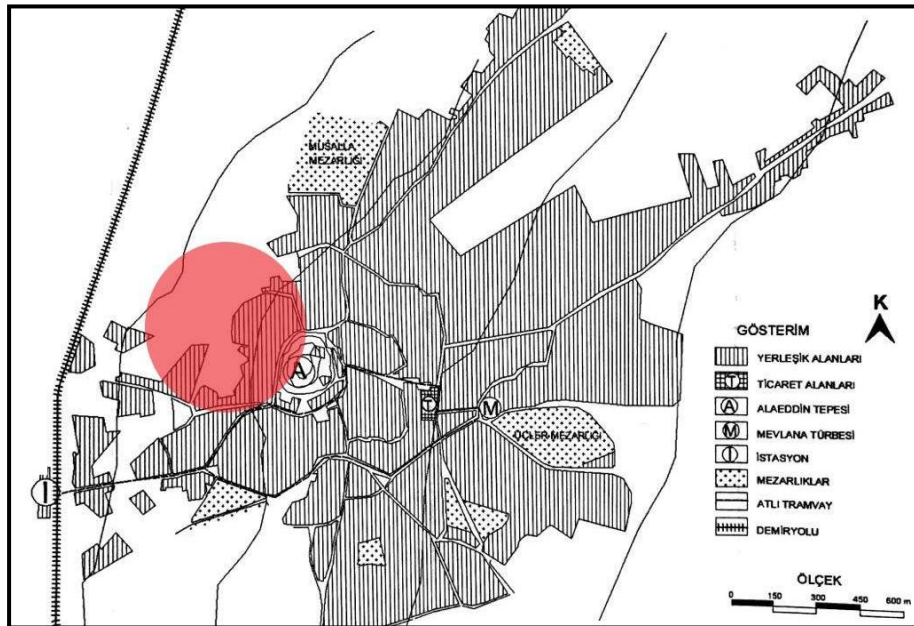 MUSALLA
MEZARLIĞI
K
A
T
M
ÜÇLER MEZARLIĞI
I
GÖSTERİM
YERLEŞİK ALANLARI
T TİCARET ALANLARI
A ALAEDDİN TEPESİ
M MEVLANA TÜRBESİ
I İSTASYON
MEZARLIKLAR
ATLI TRAMVAY
DEMİRYOLU
ÖLÇEK
0 150 300 450 600 m